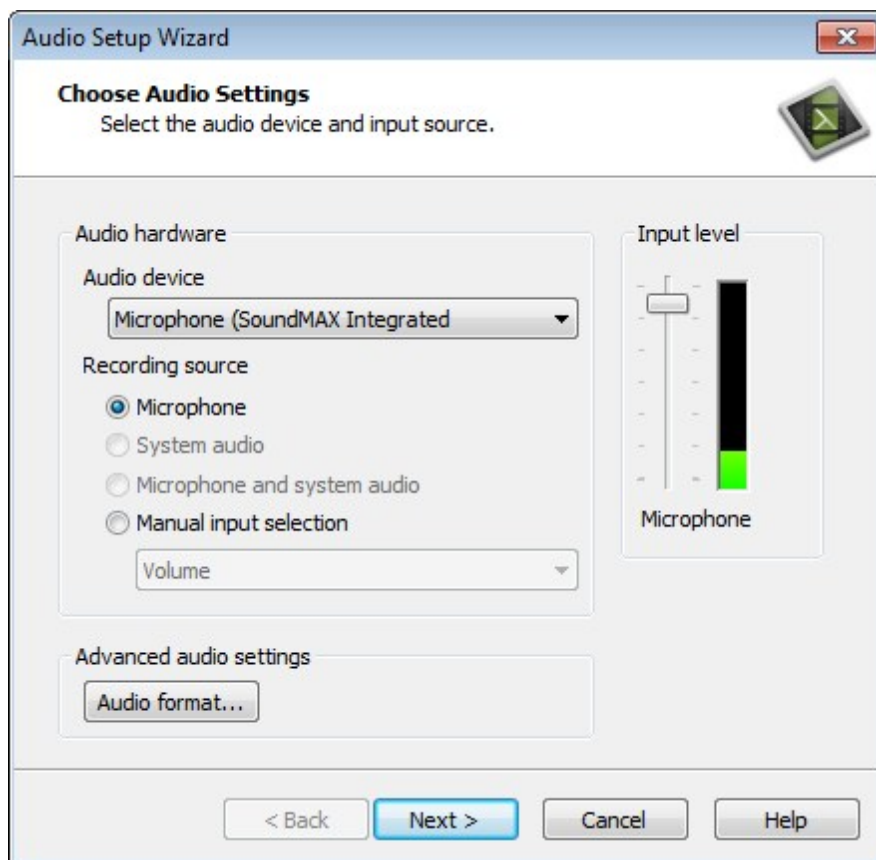 Audio Setup Wizard
Choose Audio Settings
Select the audio device and input source.
Audio hardware
Audio device
Microphone (SoundMAX Integrated
Recording source
Microphone
System audio
Microphone and system audio
Manual input selection
Volume
Input level
Microphone
Advanced audio settings
Audio format...
< Back
Next >
Cancel
Help